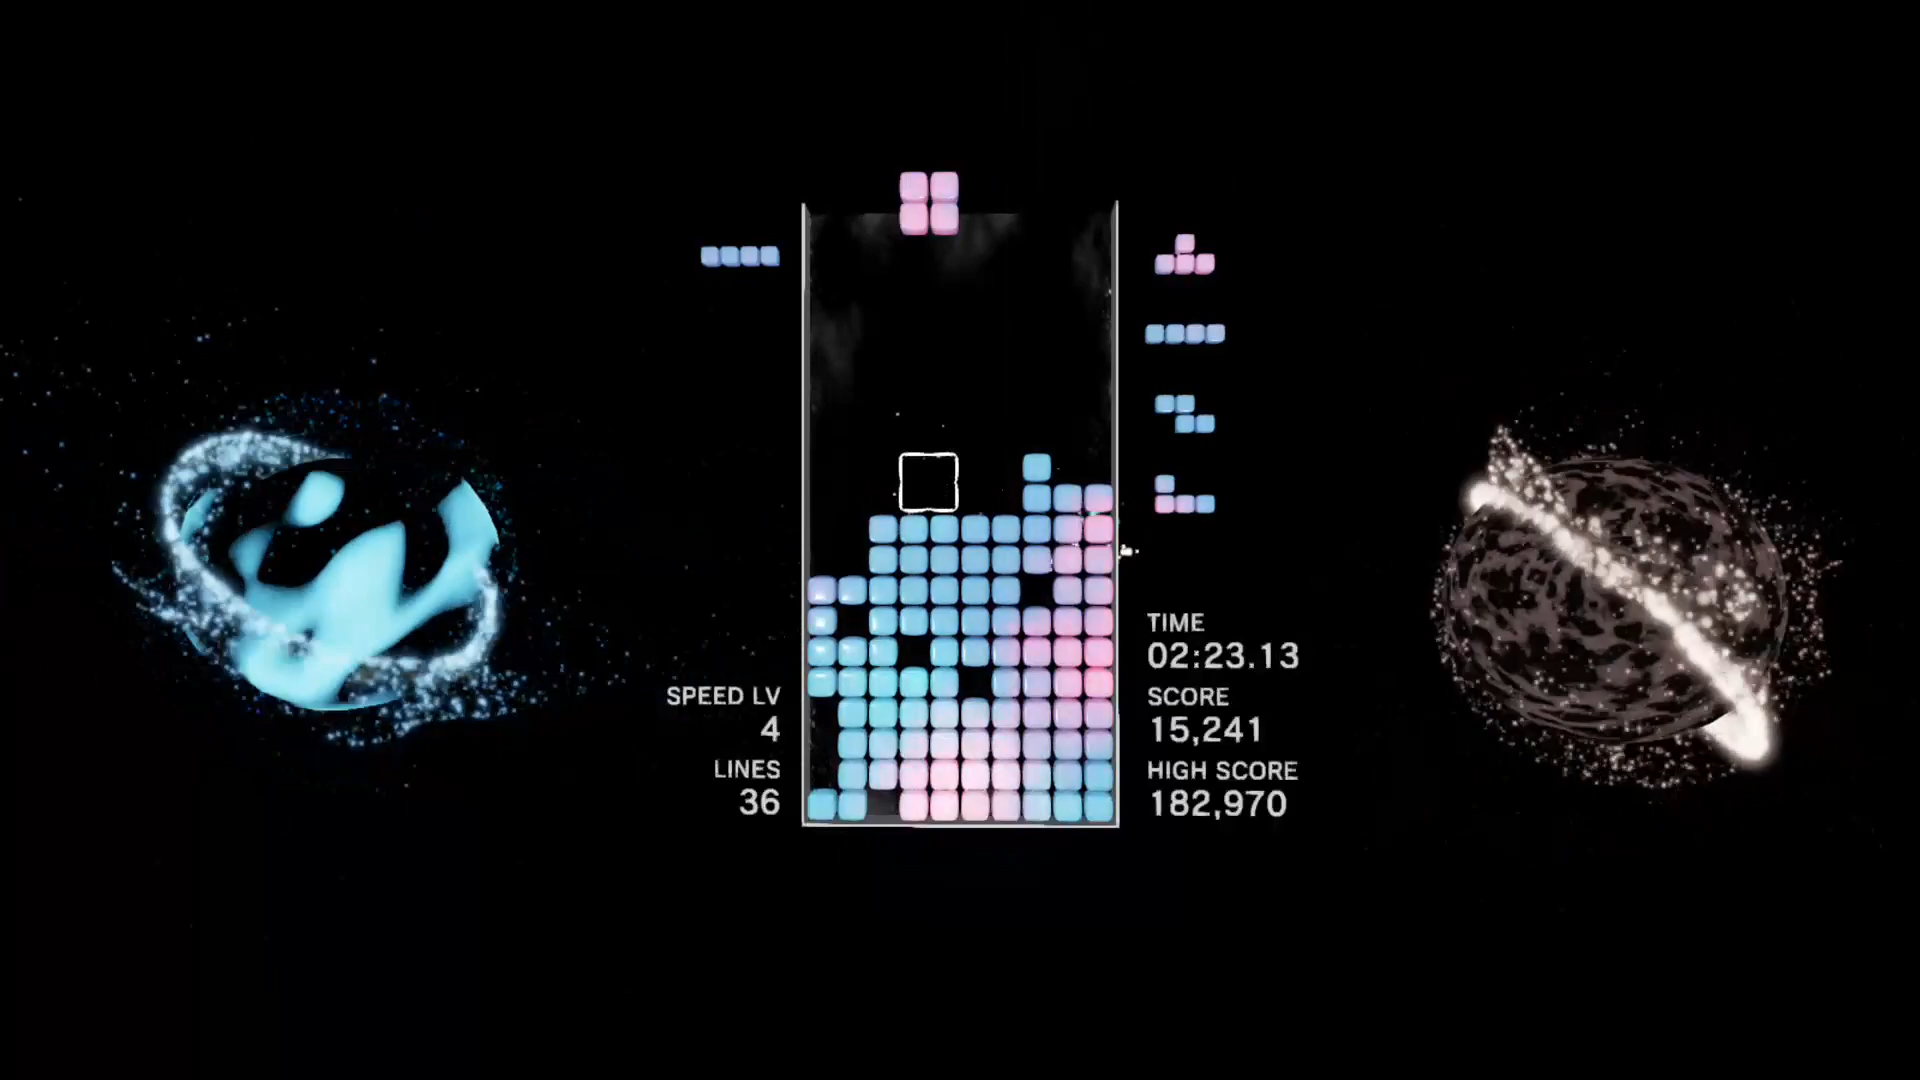 SPEED LV
4
LINES
36
TIME
02:23.13
SCORE
15,241
HIGH SCORE
182,970